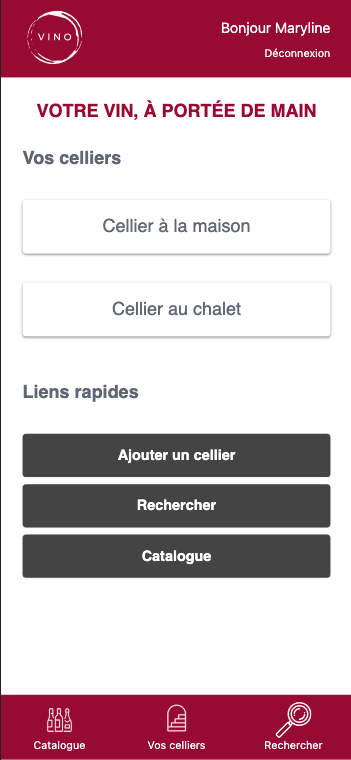 VINO
Bonjour Maryline
Déconnexion
VOTRE VIN, À PORTÉE DE MAIN
Vos celliers
Cellier à la maison
Cellier au chalet
Liens rapides
Ajouter un cellier
Rechercher
Catalogue
Catalogue
Vos celliers
Rechercher